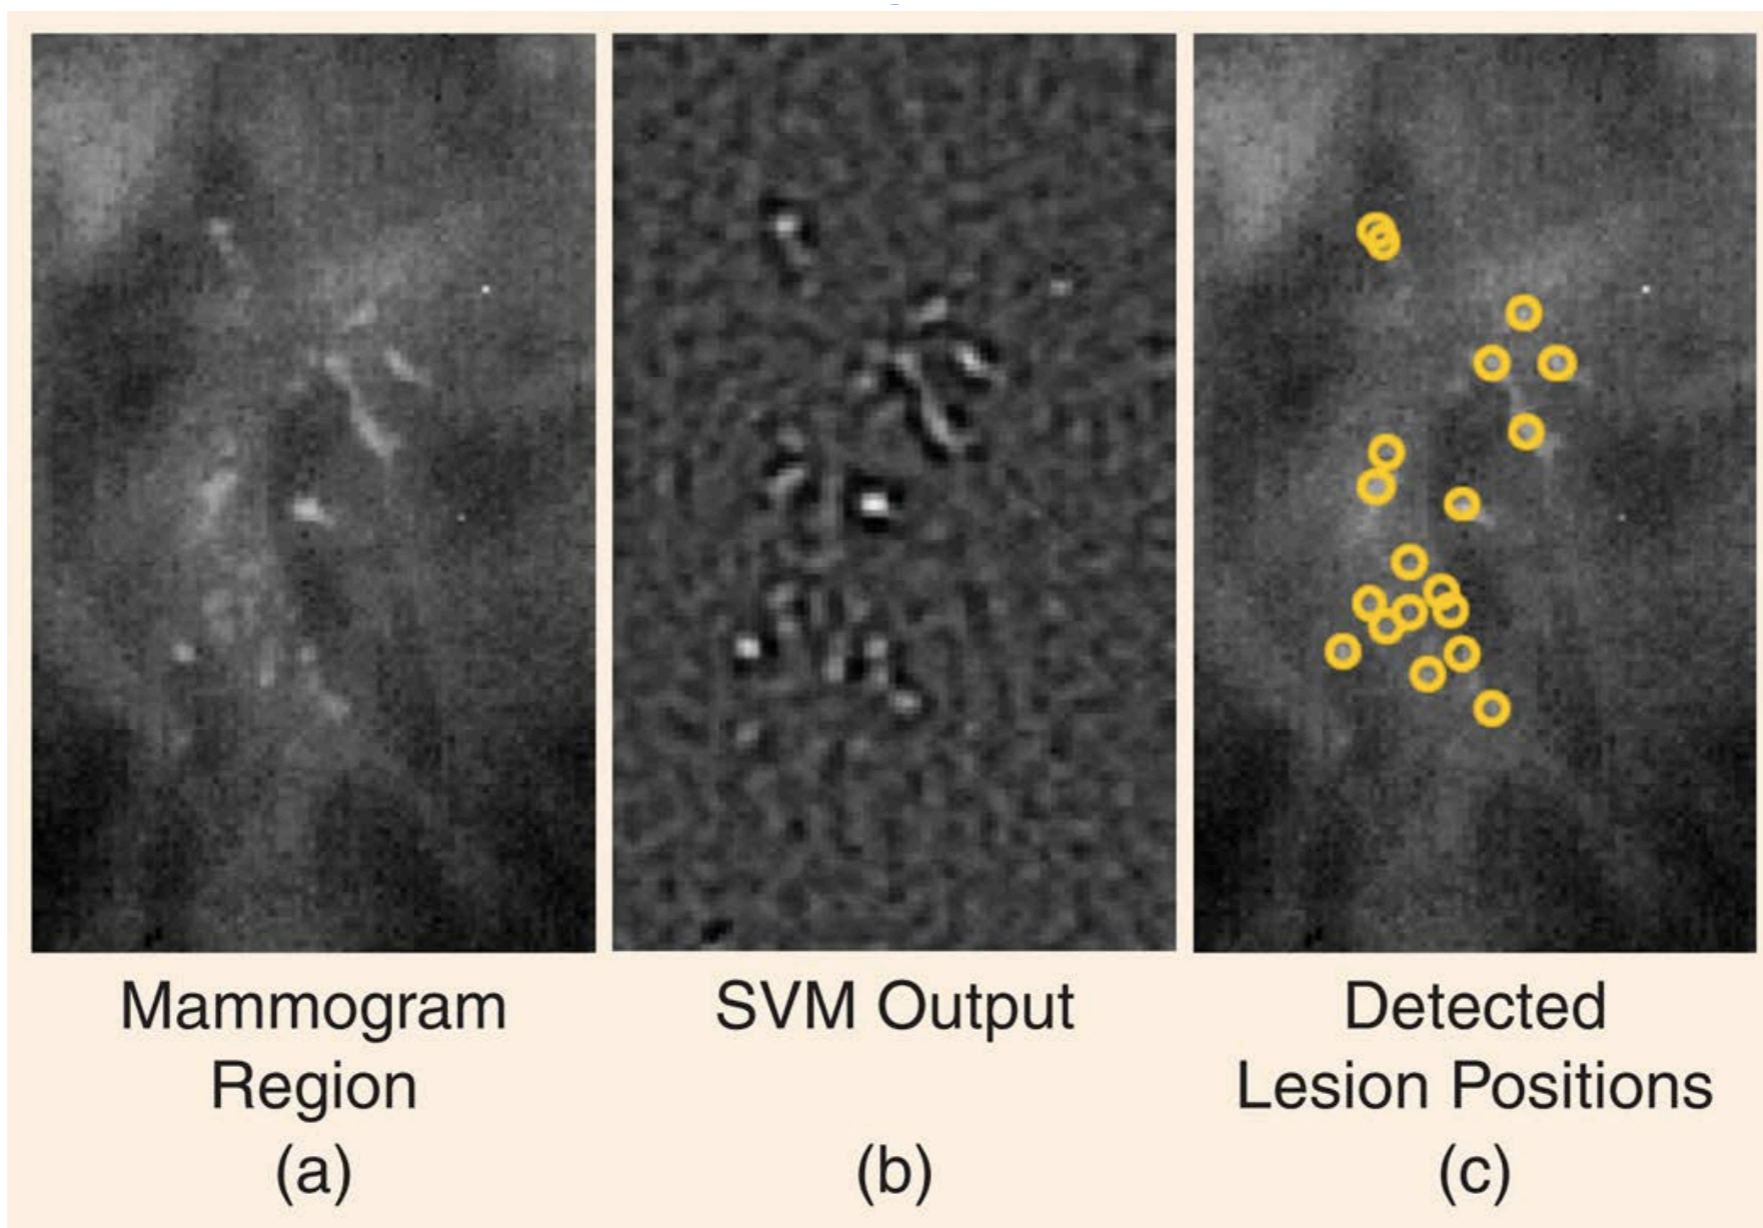 Mammogram
Region
(a)
SVM Output
(b)
Detected
Lesion Positions
(c)